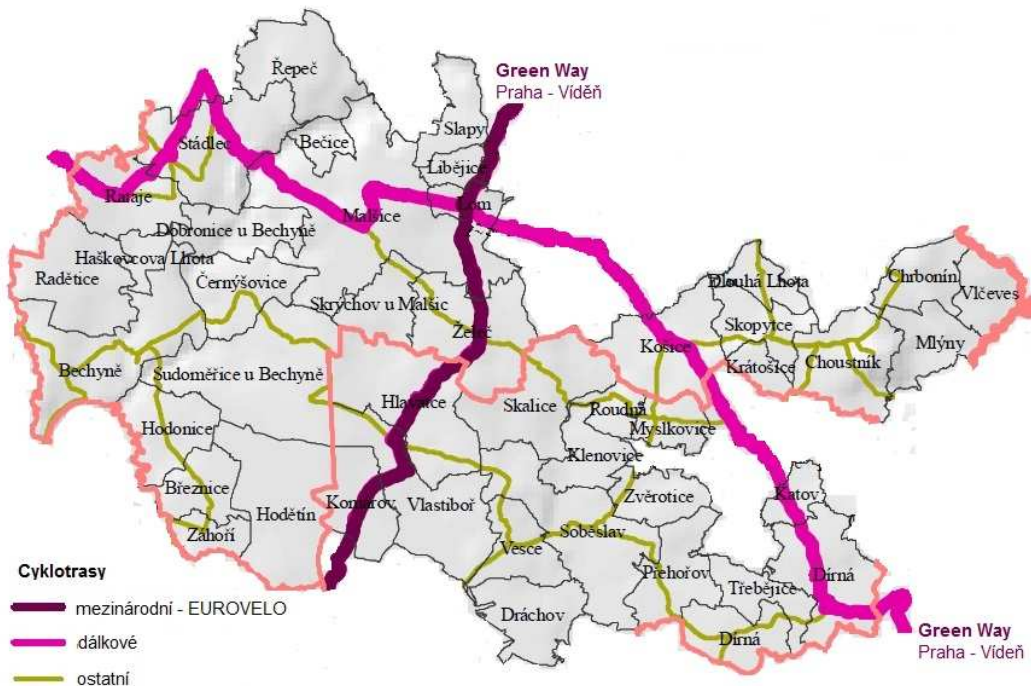 Řepeč
Green Way
Praha - Víděň
Slapy
Stádlec
Bečice
Libějice
Rataje
Lom
Malšice
Dobronice u Bechyně
Haškovcova Lhota
Radětice
Černýšovice
Skrýchov u Malšic
Dlouhá Lhota
Chrbonín
Vlčeves
Želeč
Skopytce
Mlýny
Košice
Krátošice
Choustník
Bechyně
Sudoměřice u Bechyně
Hlavatce
Skalice
Roudná
Myslkovice
Hodonice
Klenovice
Březnice
Zvěrotice
Katov
Komárov
Vlastiboř
Hodětín
Záhoří
Vesce
Soběslav
Přehořov
Třebějice
Dírná
Cyklotrasy
mezinárodní - EUROVELO
Dráchov
Dírná
Green Way
Praha - Vídeň
dálkové
ostatní